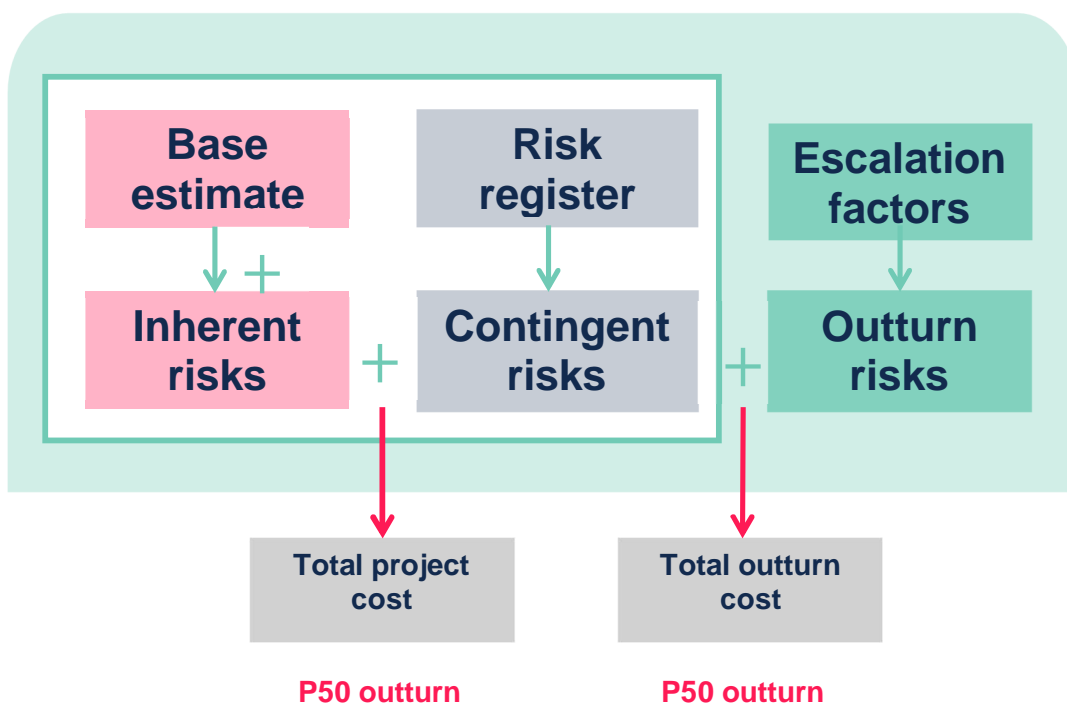 Base
estimate
Risk
register
Escalation
factors
+
Inherent
risks
+
Contingent
risks
+
Outturn
risks
Total project
cost
Total outturn
cost
P50 outturn
P50 outturn